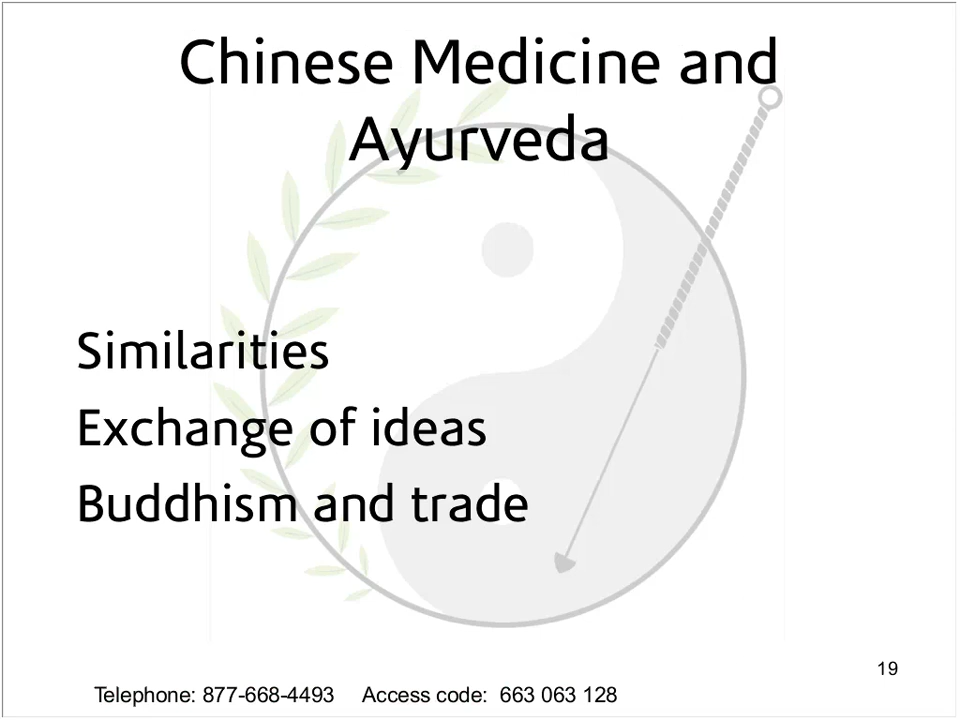 Chinese Medicine and
Ayurveda
Similarities
Exchange of ideas
Buddhism and trade
19
Telephone: 877-668-4493 Access code: 663 063 128